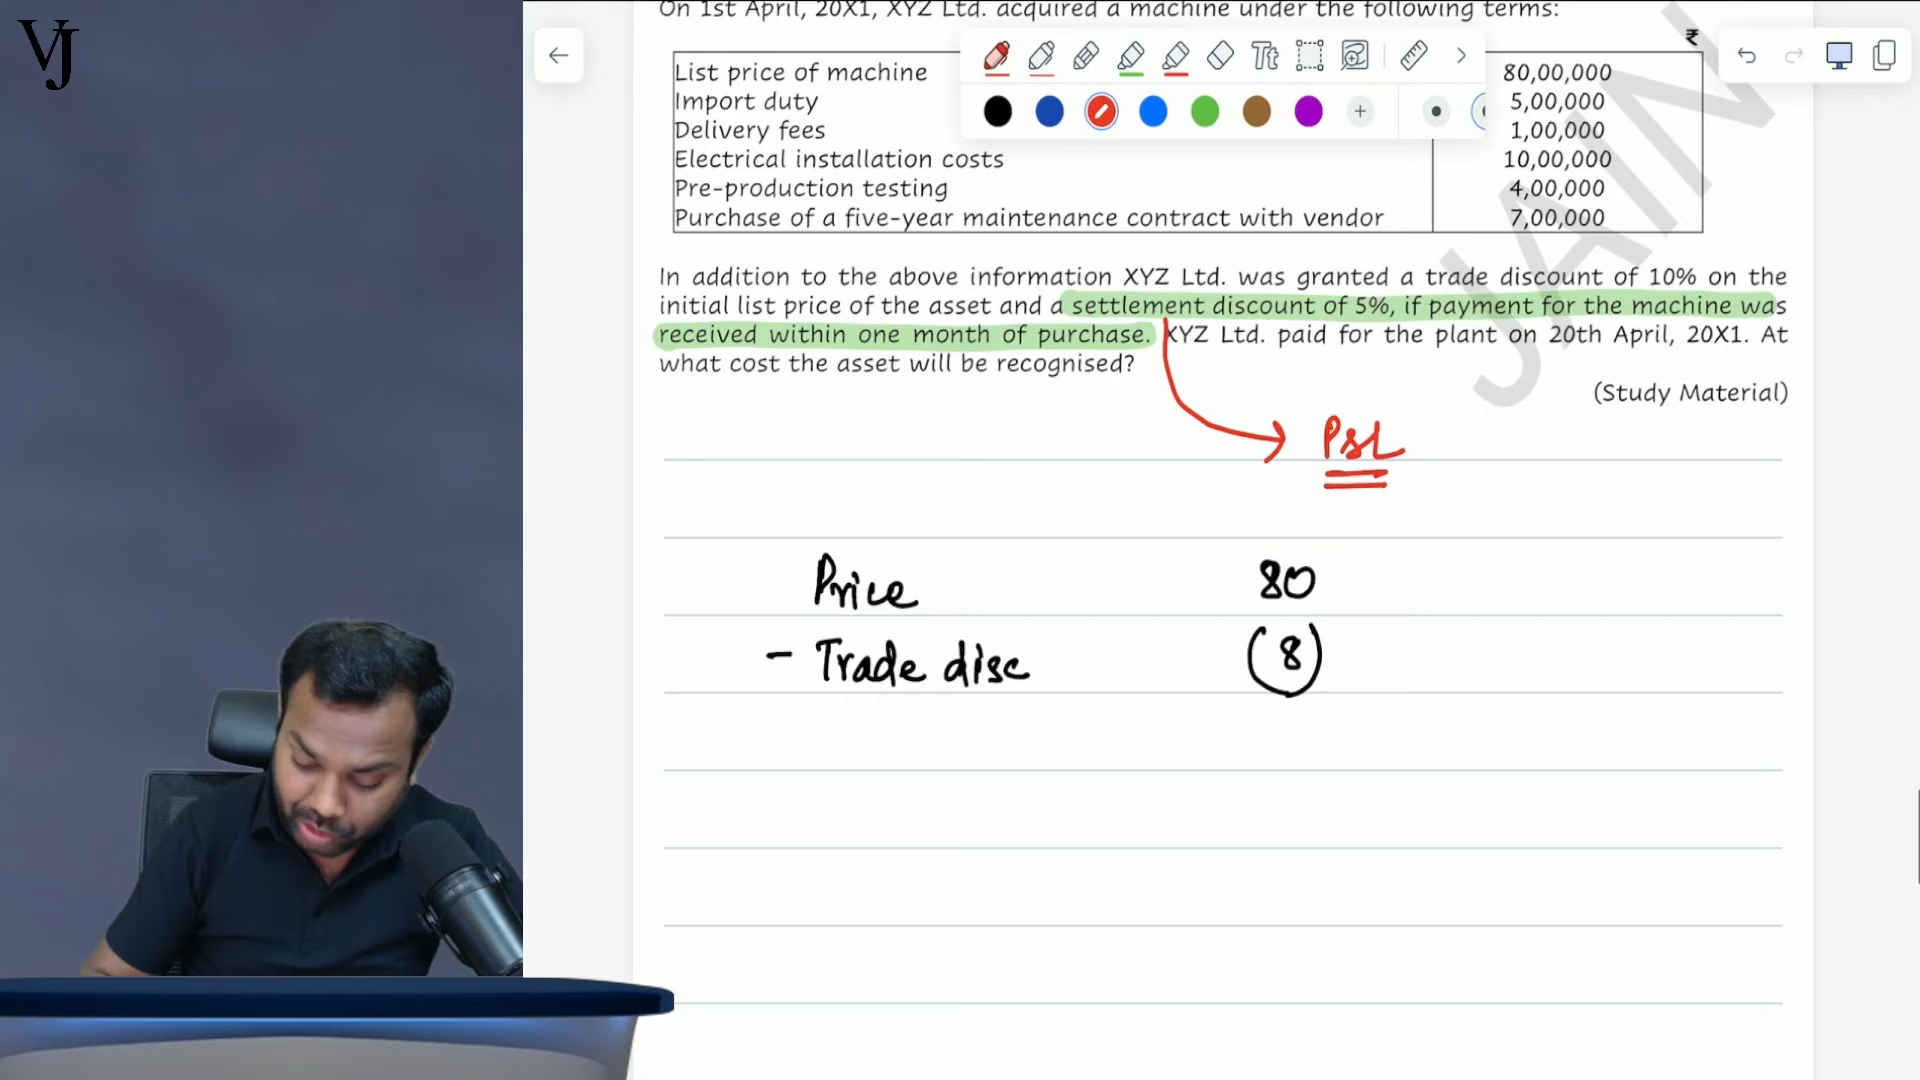 VJ
On 1st April, 20X1, XYZ Ltd. acquired a machine under the following terms:
₹
List price of machine 80,00,000
Import duty 5,00,000
Delivery fees 1,00,000
Electrical installation costs 10,00,000
Pre-production testing 4,00,000
Purchase of a five-year maintenance contract with vendor 7,00,000
Tt
JAIN
In addition to the above information XYZ Ltd. was granted a trade discount of 10% on the
initial list price of the asset and a settlement discount of 5%, if payment for the machine was
received within one month of purchase. XYZ Ltd. paid for the plant on 20th April, 20X1. At
what cost the asset will be recognised?
(Study Material)
P&L
Price 80
- Trade disc (8)